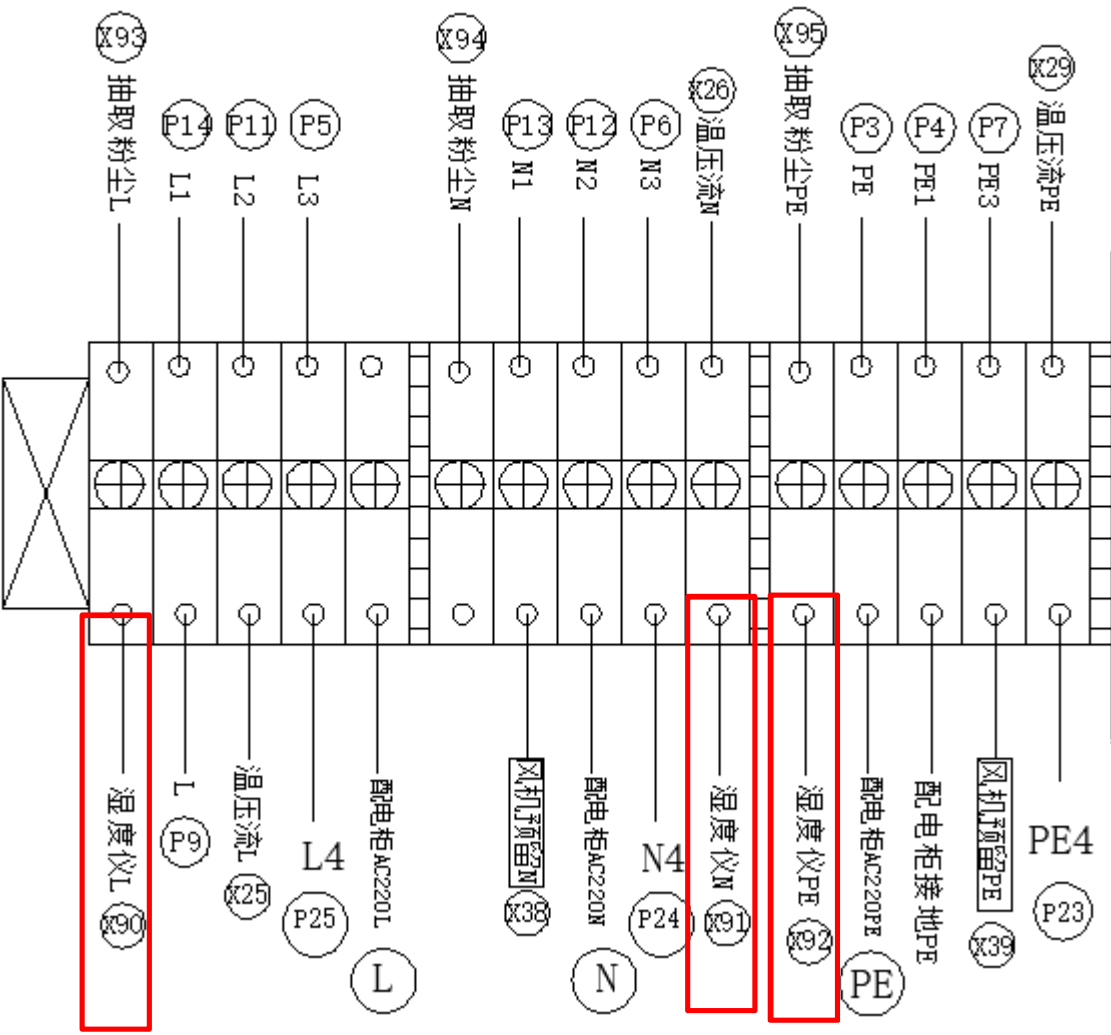 X93
抽取粉尘L
P14
L1
P11
L2
P5
L3
X94
抽取粉尘N
P13
N1
P12
N2
P6
N3
X26
温压流N
X95
抽取粉尘PE
P3
PE
P4
PE1
P7
PE3
X29
温压流PE
湿度仪L
X90
L
P9
温压流L
X25
L4
P25
配电柜AC220L
L
风机预留N
X38
配电柜AC220N
N
N4
P24
湿度仪N
X91
湿度仪PE
X92
配电柜AC220PE
PE
配电柜接地PE
风机预留PE
X39
PE4
P23